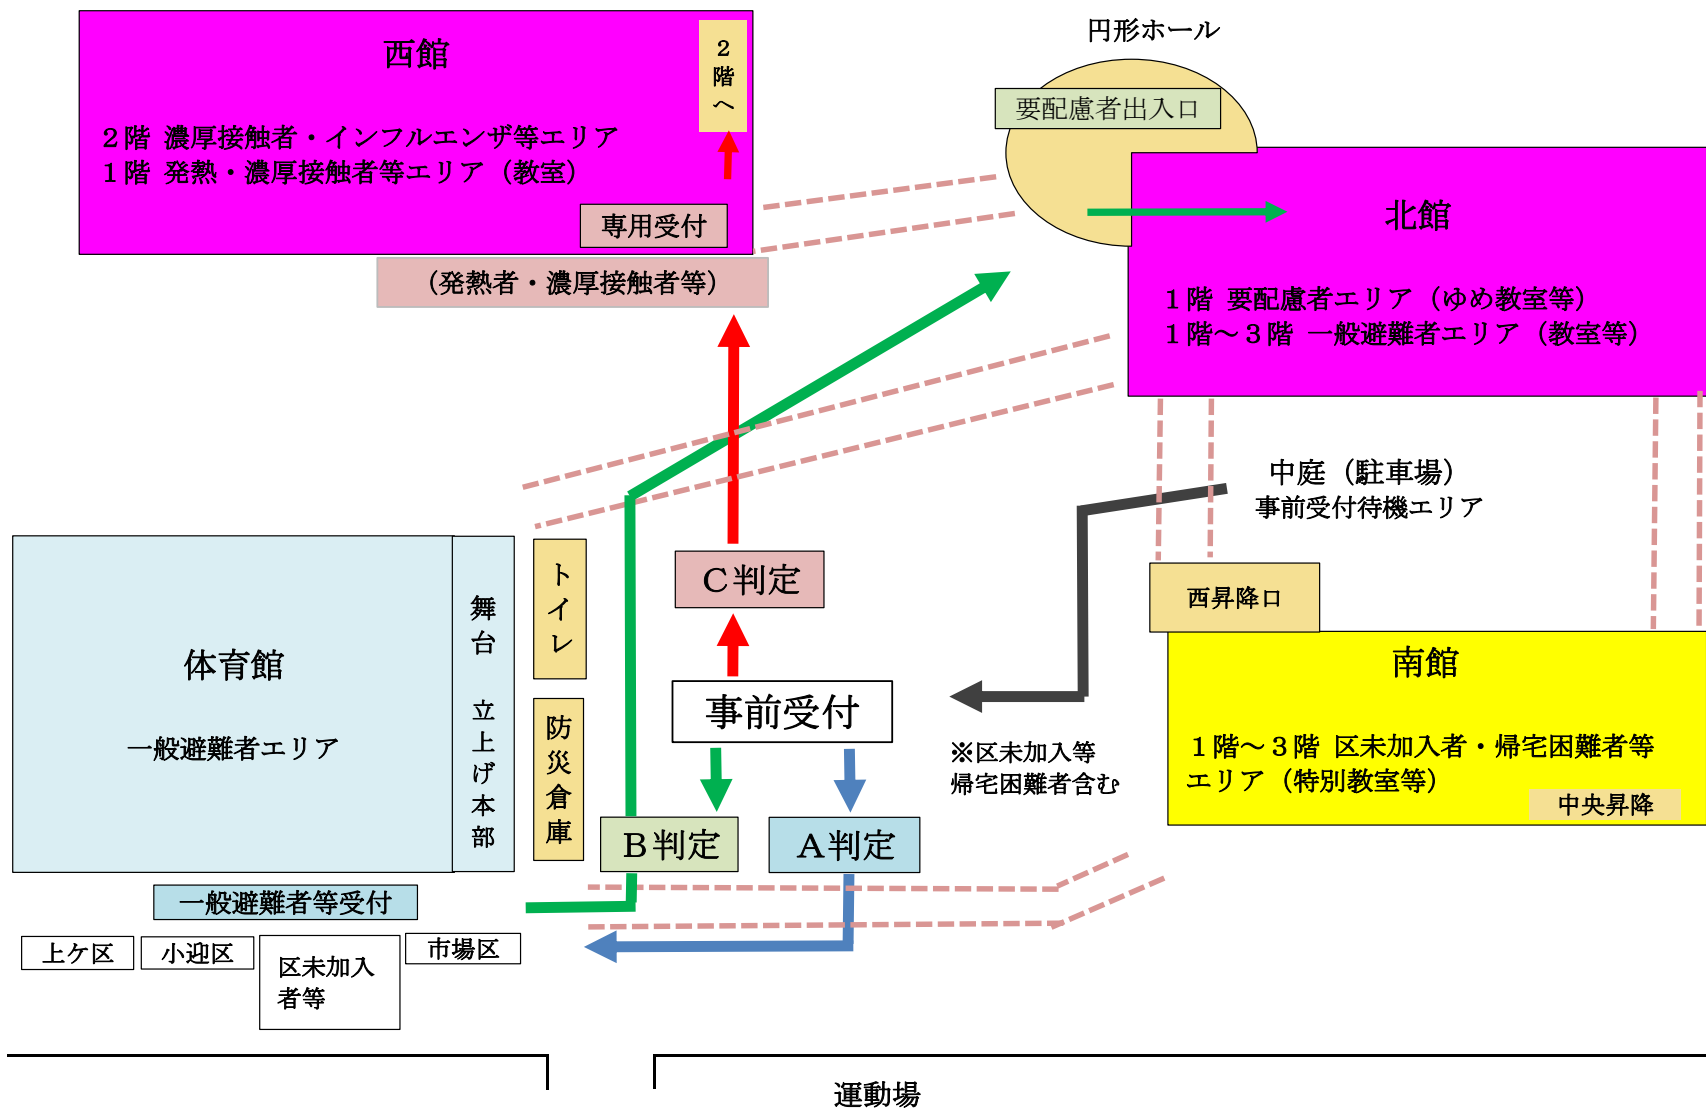 西館
2階へ
2階 濃厚接触者・インフルエンザ等エリア
1階 発熱・濃厚接触者等エリア(教室)
専用受付
(発熱者・濃厚接触者等)
円形ホール
要配慮者出入口
北館
1階 要配慮者エリア(ゆめ教室等)
1階～3階 一般避難者エリア(教室等)
中庭(駐車場)
事前受付待機エリア
西昇降口
南館
1階～3階 区未加入者・帰宅困難者等
エリア(特別教室等)
中央昇降
体育館
一般避難者エリア
舞台 立上げ本部
トイレ
防災倉庫
C判定
事前受付
※区未加入等
帰宅困難者含む
B判定
A判定
一般避難者等受付
上ケ区
小迎区
区未加入
者等
市場区
運動場